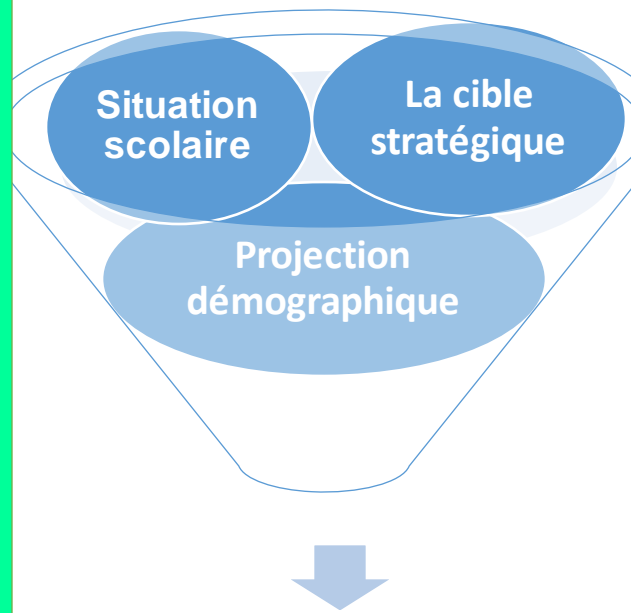 Situation
scolaire
La cible
stratégique
Projection
démographique